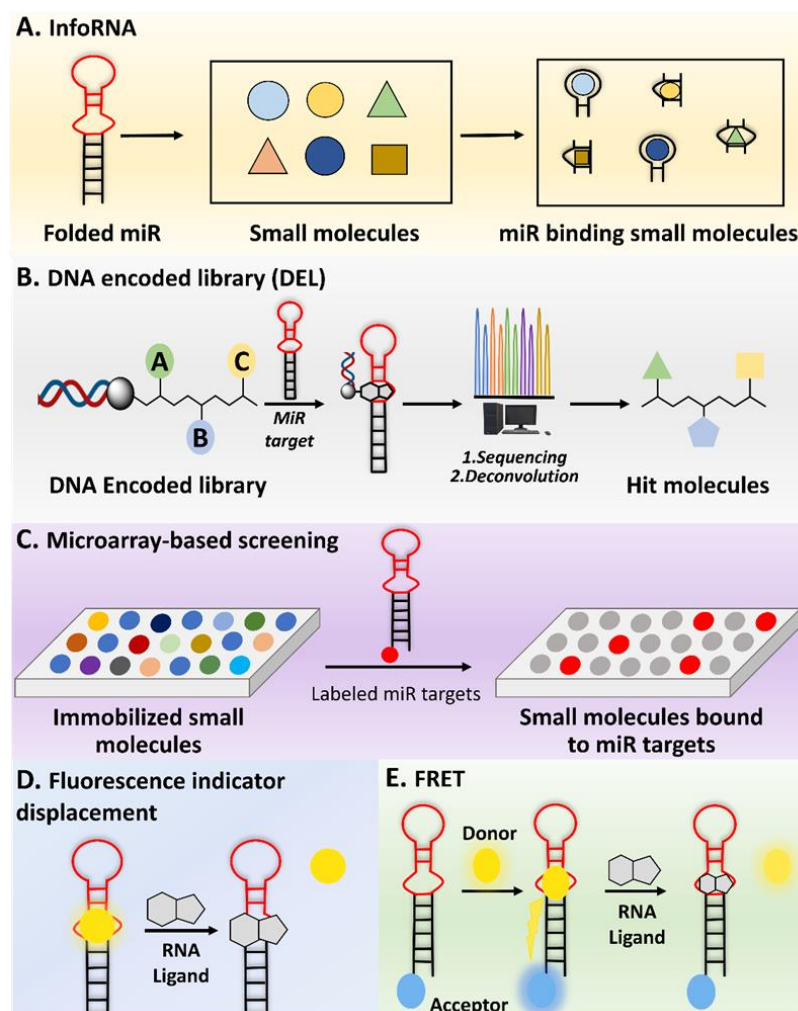 A. InfoRNA
Folded miR
Small molecules
miR binding small molecules
B. DNA encoded library (DEL)
A
C
B
MiR
target
1.Sequencing
2.Deconvolution
DNA Encoded library
Hit molecules
C. Microarray-based screening
Labeled miR targets
Immobilized small
molecules
Small molecules bound
to miR targets
D. Fluorescence indicator
displacement
RNA
Ligand
E. FRET
Donor
RNA
Ligand
Acceptor